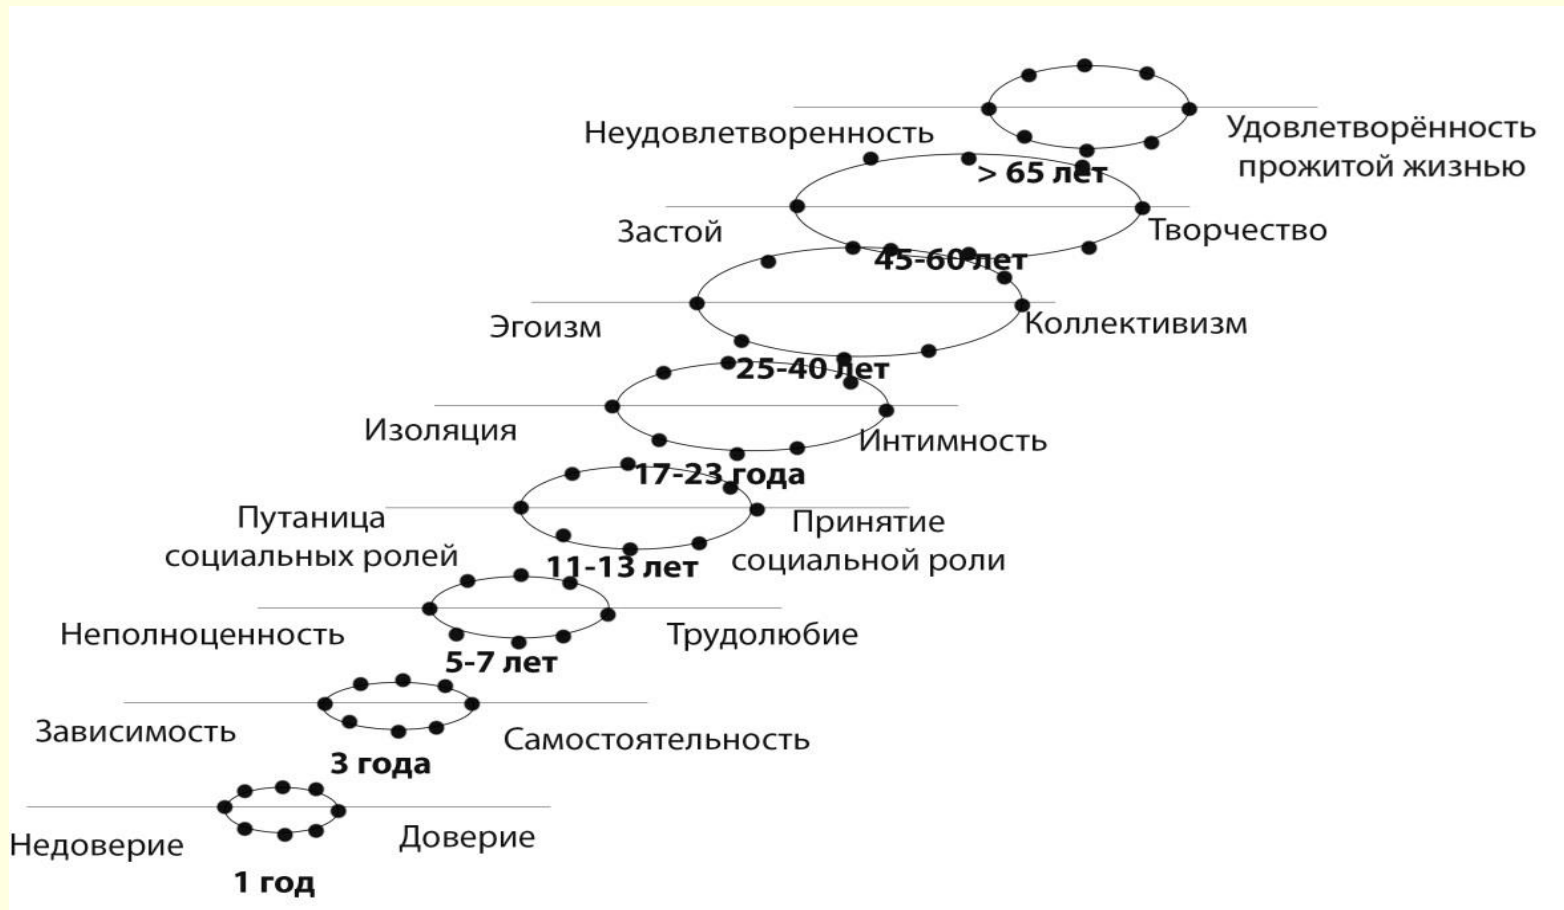 Неудовлетворенность
Удовлетворённость
прожитой жизнью
> 65 лет
Застой
Творчество
45-60 лет
Эгоизм
Коллективизм
25-40 лет
Изоляция
Интимность
17-23 года
Путаница
социальных ролей
Принятие
социальной роли
11-13 лет
Неполноценность
Трудолюбие
5-7 лет
Зависимость
Самостоятельность
3 года
Недоверие
Доверие
1 год